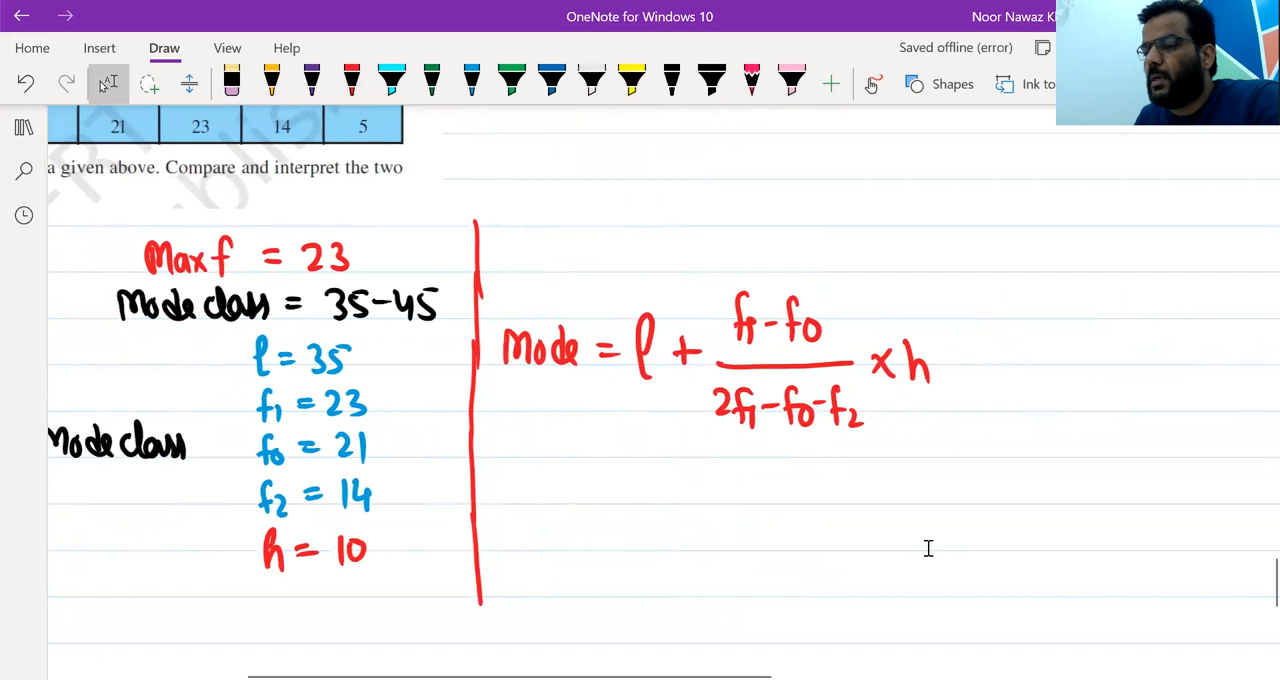 OneNote for Windows 10
Noor Nawaz
Home Insert Draw View Help
Saved offline (error)
Shapes Ink to
21 23 14 5
a given above. Compare and interpret the two
Max f = 23
Mode class = 35-45
l = 35
f₁ = 23
Mode class
f₀ = 21
f₂ = 14
h = 10
Mode = l + (f₁ - f₀) / (2f₁ - f₀ - f₂) × h